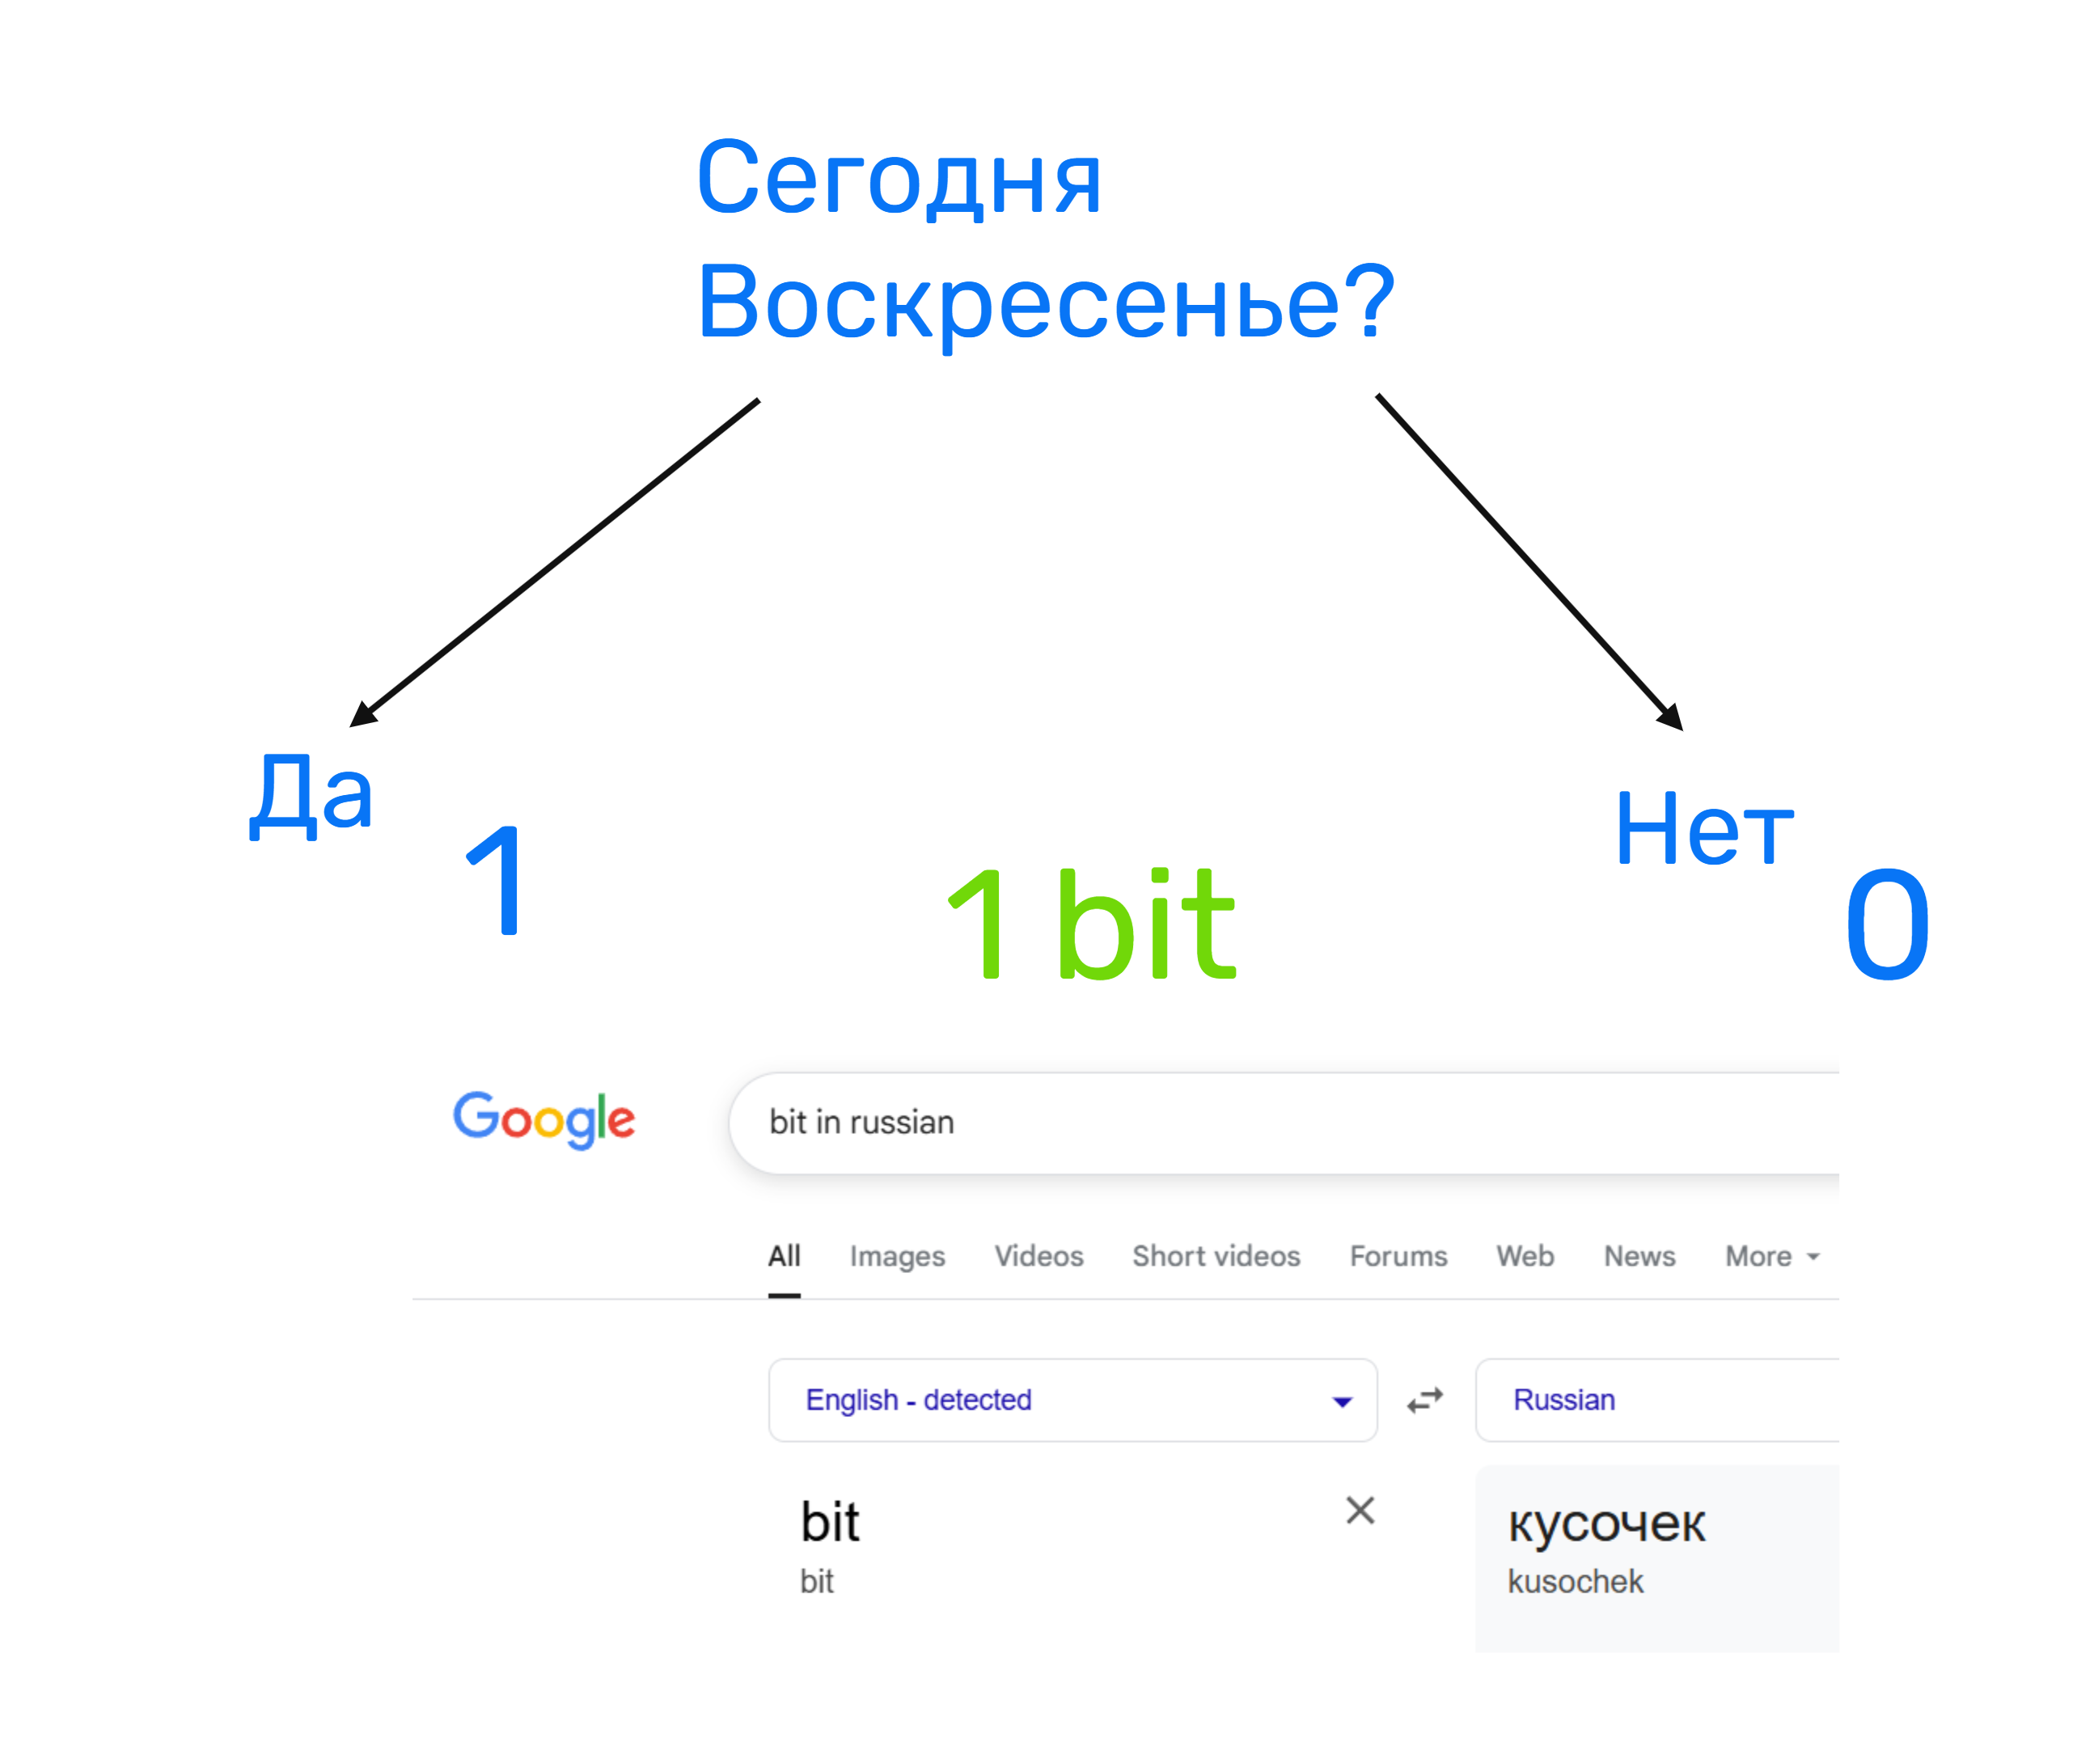 Сегодня
Воскресенье?
Да
Нет
1
1 bit
0
Google
bit in russian
All Images Videos Short videos Forums Web News More
English - detected
Russian
bit
кусочек
bit
kusochek